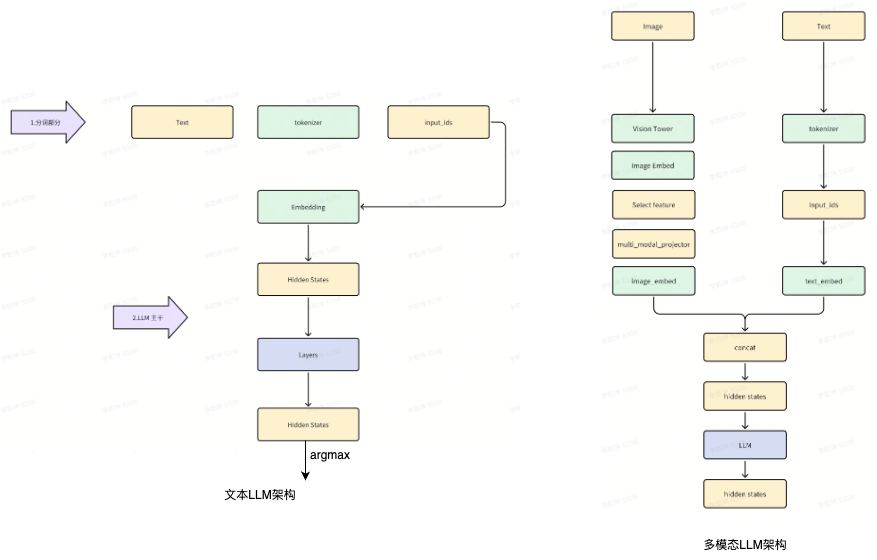 1.分词部分
Text
tokenizer
input_ids
Embedding
Hidden States
2.LLM 主干
Layers
Hidden States
argmax
文本LLM架构
Image
Text
Vision Tower
tokenizer
Image Embed
Select feature
input_ids
multi_modal_projector
image_embed
text_embed
concat
hidden states
LLM
hidden states
多模态LLM架构